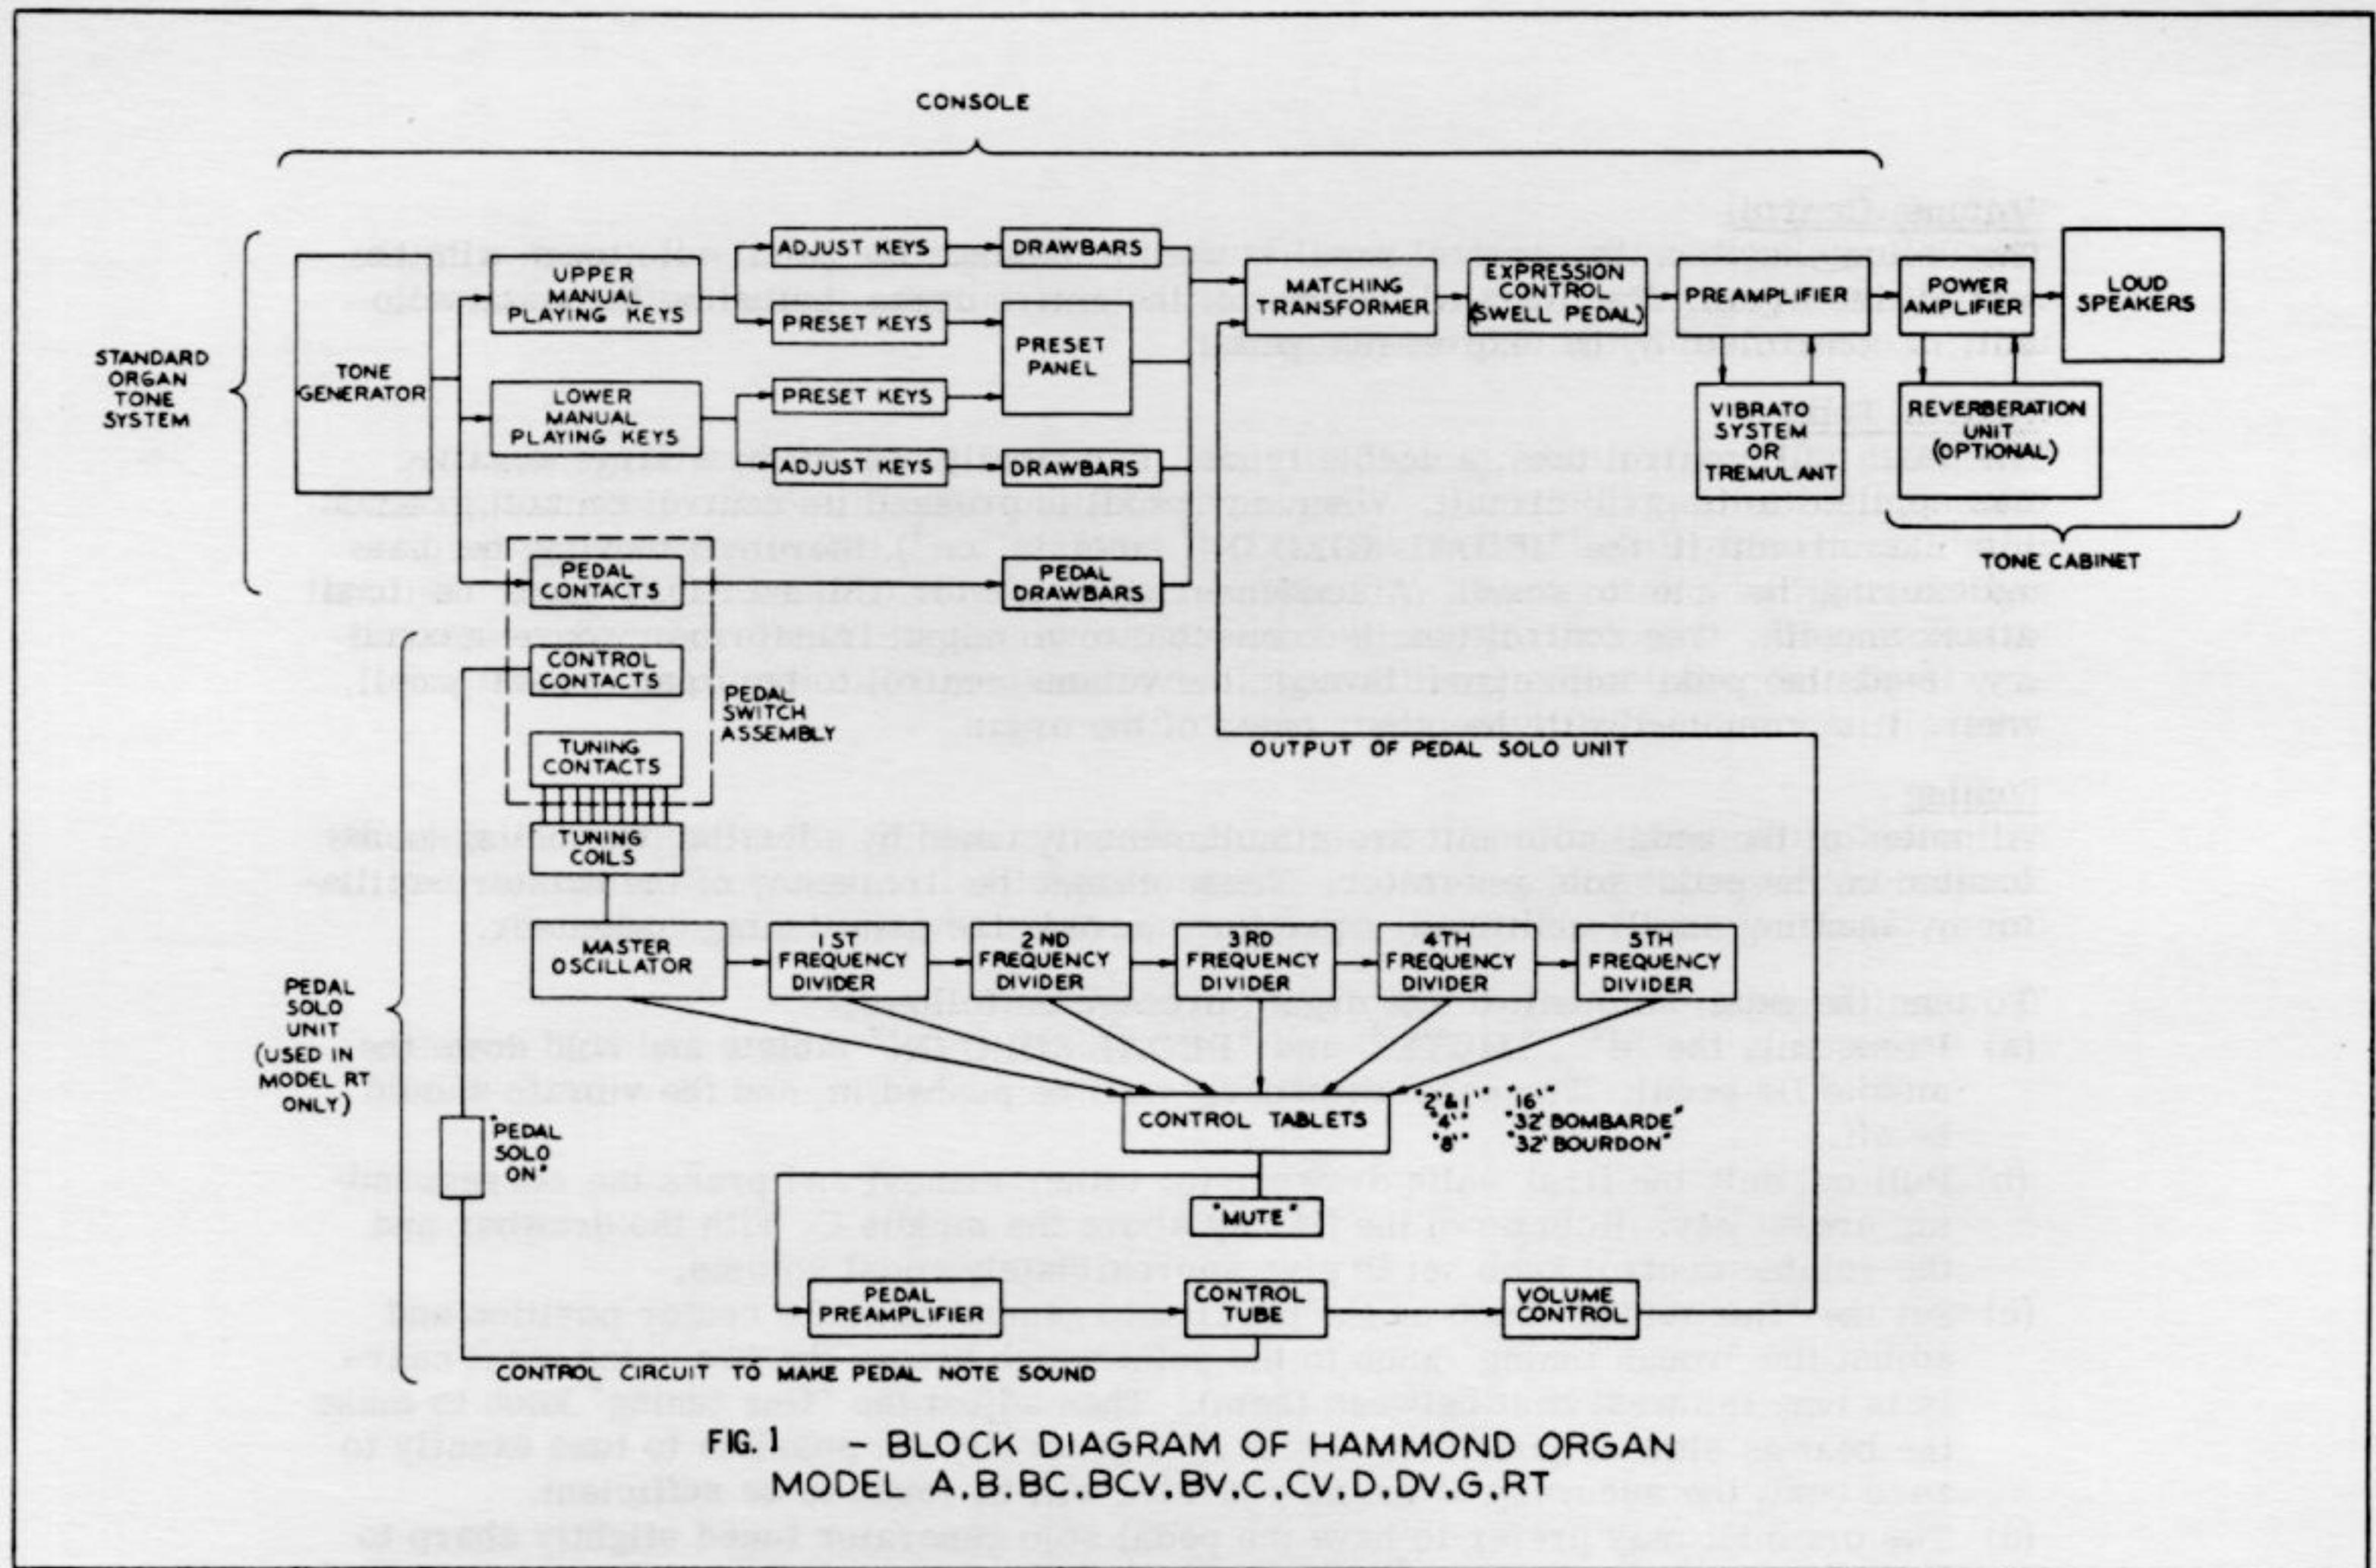 CONSOLE
STANDARD
ORGAN
TONE
SYSTEM
TONE
GENERATOR
UPPER
MANUAL
PLAYING KEYS
LOWER
MANUAL
PLAYING KEYS
ADJUST KEYS
PRESET KEYS
PRESET KEYS
ADJUST KEYS
DRAWBARS
PRESET
PANEL
DRAWBARS
MATCHING
TRANSFORMER
EXPRESSION
CONTROL
(SWELL PEDAL)
PREAMPLIFIER
POWER
AMPLIFIER
LOUD
SPEAKERS
VIBRATO
SYSTEM
OR
TREMULANT
REVERBERATION
UNIT
(OPTIONAL)
TONE CABINET
PEDAL
CONTACTS
PEDAL
DRAWBARS
CONTROL
CONTACTS
TUNING
CONTACTS
PEDAL
SWITCH
ASSEMBLY
TUNING
COILS
OUTPUT OF PEDAL SOLO UNIT
PEDAL
SOLO
UNIT
(USED IN
MODEL RT
ONLY)
MASTER
OSCILLATOR
1 ST
FREQUENCY
DIVIDER
2 ND
FREQUENCY
DIVIDER
3RD
FREQUENCY
DIVIDER
4TH
FREQUENCY
DIVIDER
5TH
FREQUENCY
DIVIDER
CONTROL TABLETS
"2'&1'" "16'"
"4'" "32' BOMBARDE"
"8'" "32' BOURDON"
"PEDAL
SOLO
ON"
"MUTE"
PEDAL
PREAMPLIFIER
CONTROL
TUBE
VOLUME
CONTROL
CONTROL CIRCUIT TO MAKE PEDAL NOTE SOUND
FIG. 1 - BLOCK DIAGRAM OF HAMMOND ORGAN
MODEL A,B,BC,BCV,BV,C,CV,D,DV,G,RT